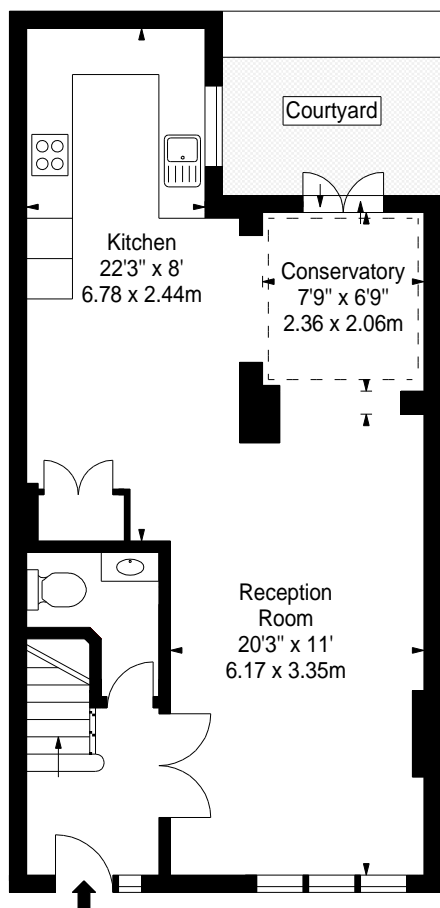 Courtyard
Kitchen
22'3" x 8'
6.78 x 2.44m
Conservatory
7'9" x 6'9"
2.36 x 2.06m
Reception
Room
20'3" x 11'
6.17 x 3.35m